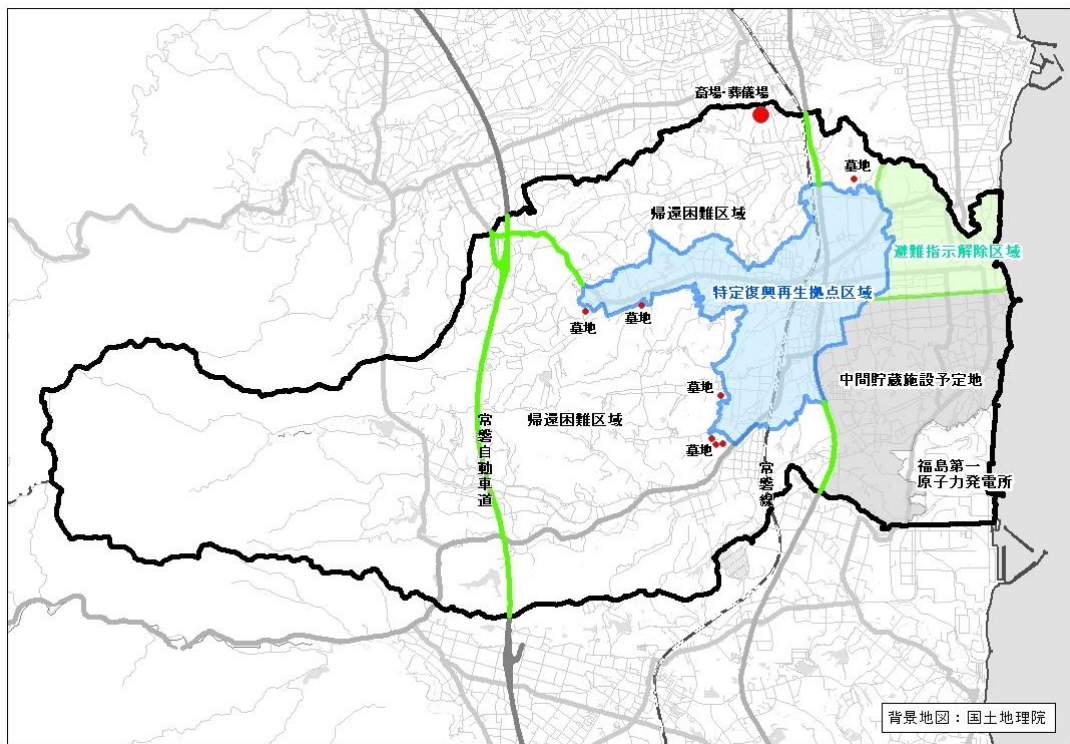 斎場・葬儀場
墓地
帰還困難区域
避難指示解除区域
特定復興再生拠点区域
墓地
墓地
中間貯蔵施設予定地
墓地
帰還困難区域
常磐自動車道
墓地
常磐線
福島第一
原子力発電所
背景地図:国土地理院